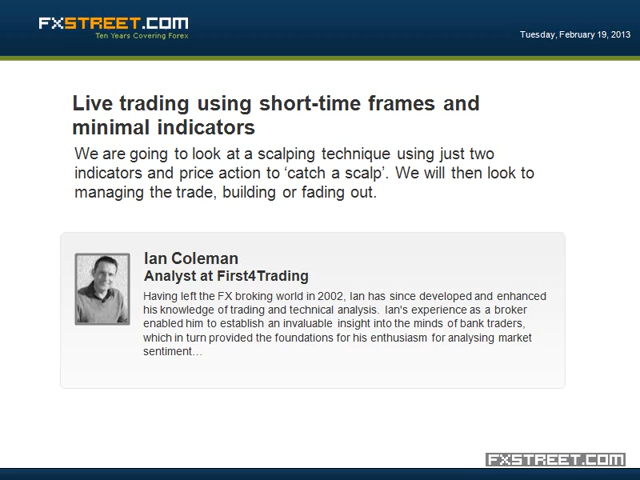 FXSTREET.COM
Ten Years Covering Forex
Tuesday, February 19, 2013
Live trading using short-time frames and
minimal indicators
We are going to look at a scalping technique using just two
indicators and price action to ‘catch a scalp’. We will then look to
managing the trade, building or fading out.
Ian Coleman
Analyst at First4Trading
Having left the FX broking world in 2002, Ian has since developed and enhanced
his knowledge of trading and technical analysis. Ian's experience as a broker
enabled him to establish an invaluable insight into the minds of bank traders,
which in turn provided the foundations for his enthusiasm for analysing market
sentiment…
FXSTREET.COM